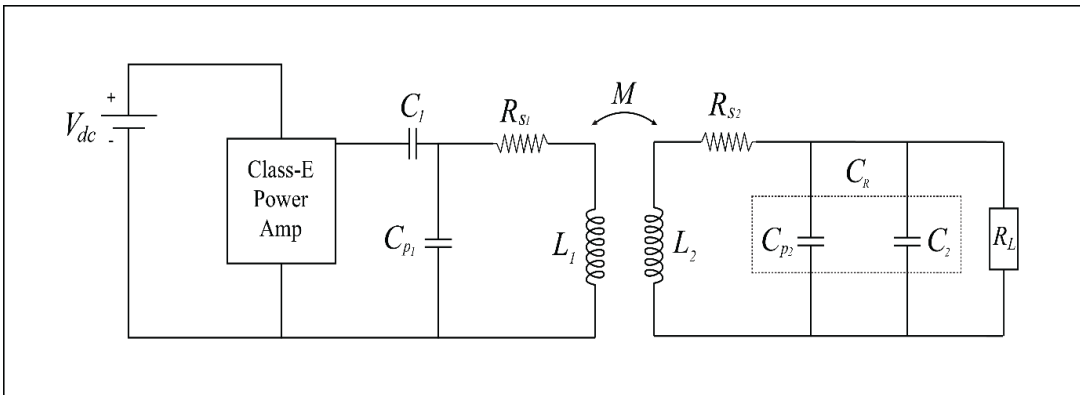 V_dc
+
-
Class-E
Power
Amp
C_1
C_p1
R_s1
L_1
M
L_2
R_s2
C_R
C_p2
C_2
R_L